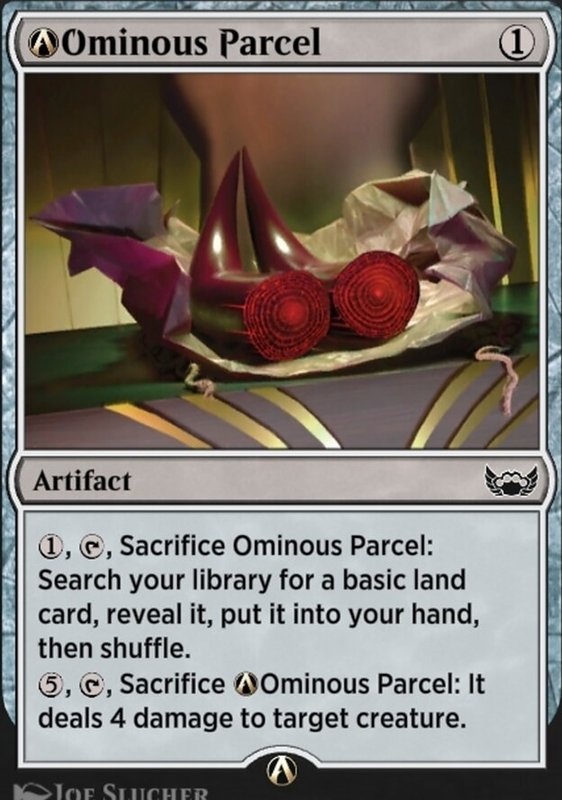 Ominous Parcel 1
Artifact
1, , Sacrifice Ominous Parcel:
Search your library for a basic land
card, reveal it, put it into your hand,
then shuffle.
5, , Sacrifice Ominous Parcel: It
deals 4 damage to target creature.
Joe Slucher